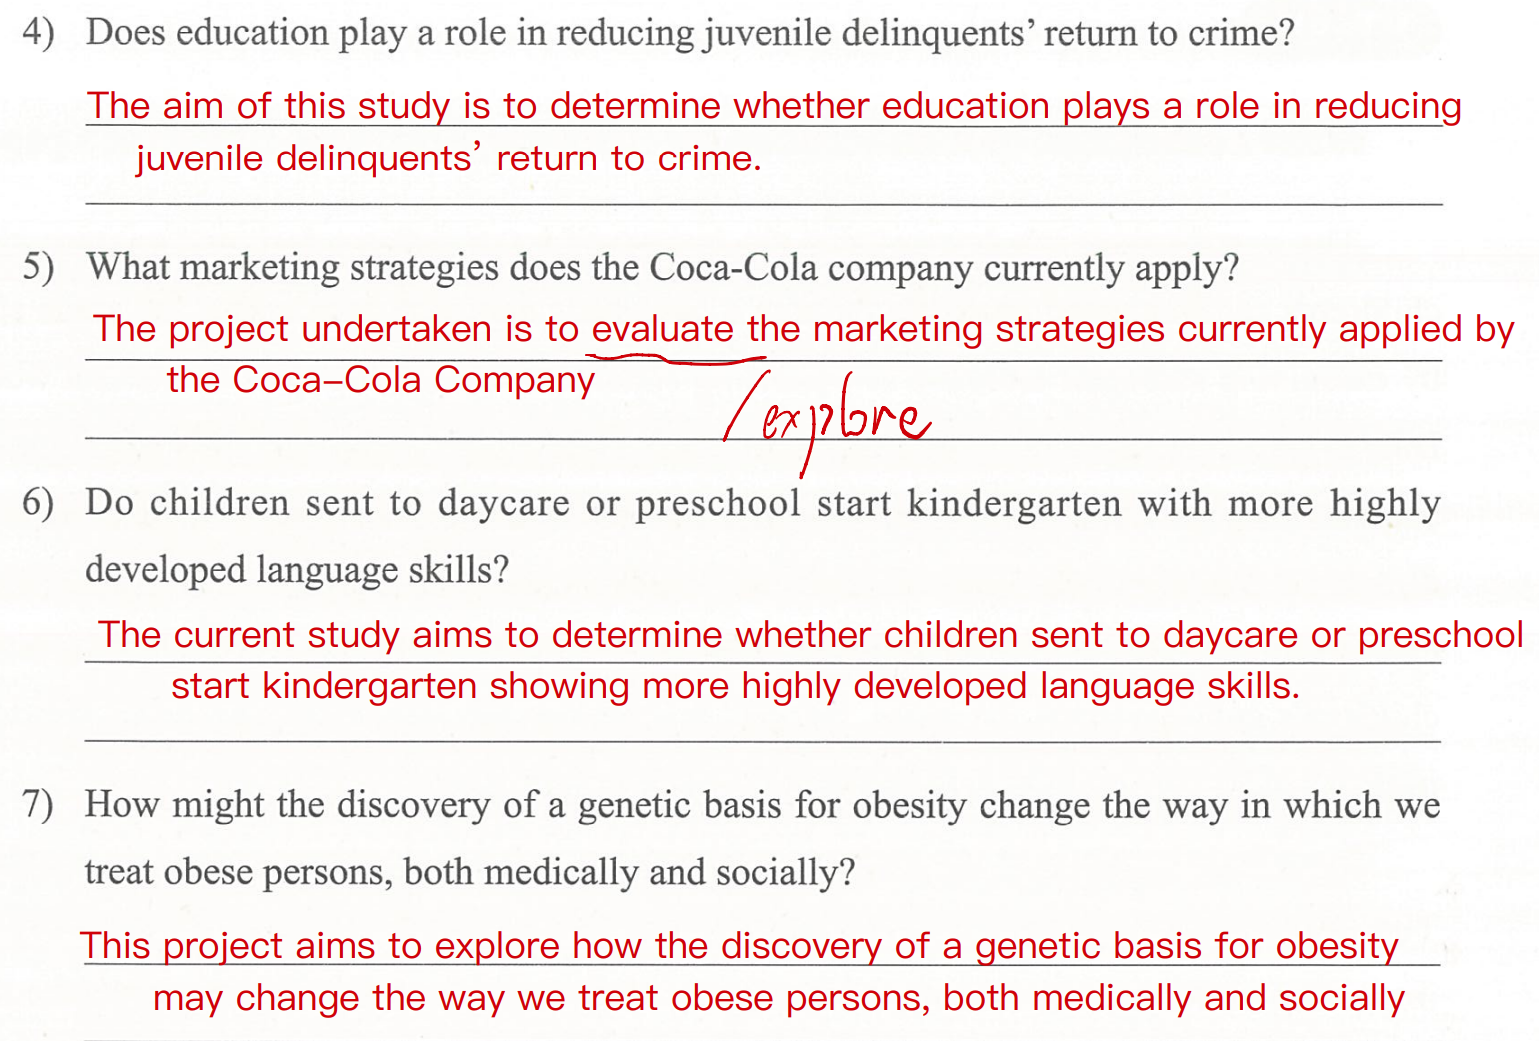 4) Does education play a role in reducing juvenile delinquents’ return to crime?
The aim of this study is to determine whether education plays a role in reducing
juvenile delinquents’ return to crime.
5) What marketing strategies does the Coca-Cola company currently apply?
The project undertaken is to evaluate the marketing strategies currently applied by
the Coca-Cola Company
/explore
6) Do children sent to daycare or preschool start kindergarten with more highly
developed language skills?
The current study aims to determine whether children sent to daycare or preschool
start kindergarten showing more highly developed language skills.
7) How might the discovery of a genetic basis for obesity change the way in which we
treat obese persons, both medically and socially?
This project aims to explore how the discovery of a genetic basis for obesity
may change the way we treat obese persons, both medically and socially